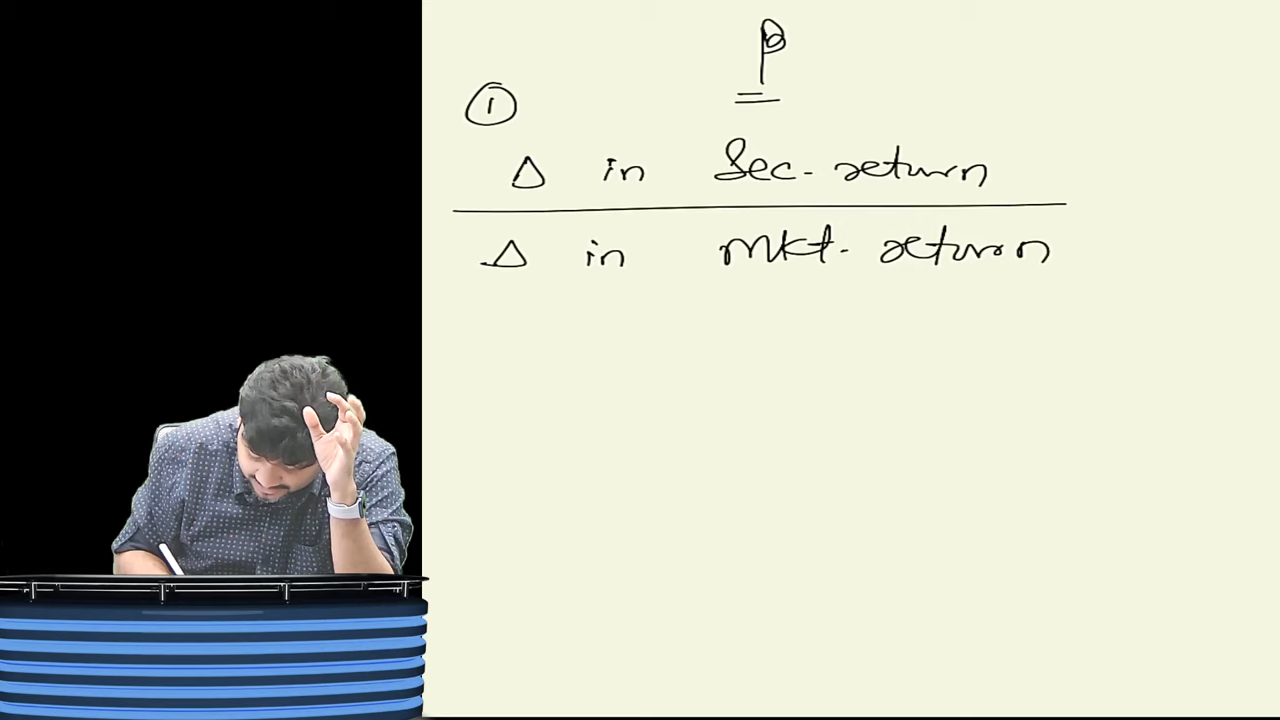 β
①
Δ in Sec. return
Δ in Mkt. return